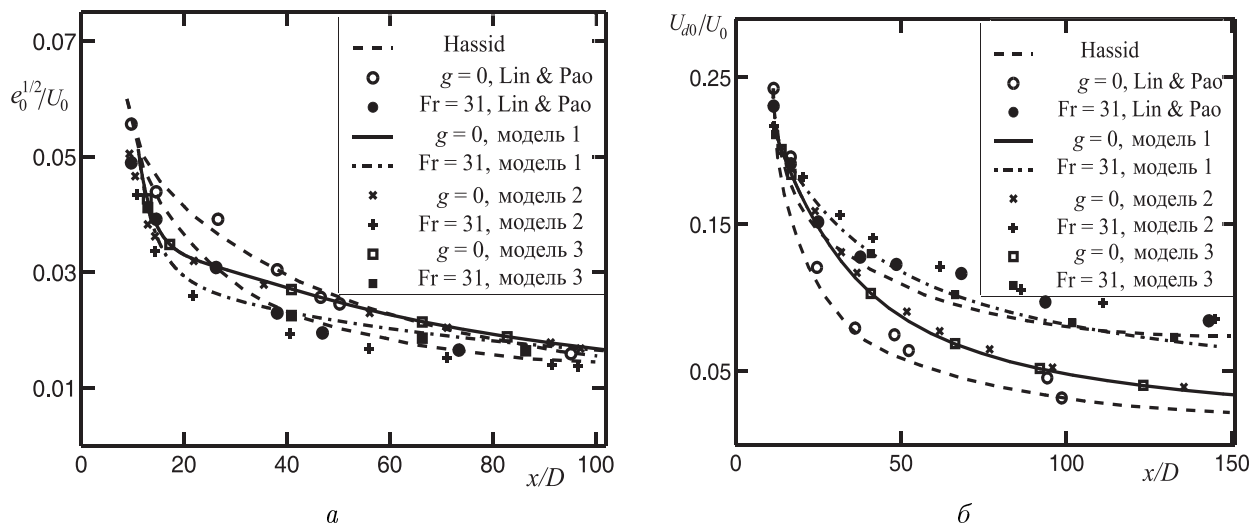 0.07
0.05
0.03
0.01
e₀^{1/2}/U₀
Hassid
g = 0, Lin & Pao
Fr = 31, Lin & Pao
g = 0, модель 1
Fr = 31, модель 1
g = 0, модель 2
Fr = 31, модель 2
g = 0, модель 3
Fr = 31, модель 3
0 20 40 60 80 100
x/D
а
U_{d0}/U₀
0.25
0.15
0.05
Hassid
g = 0, Lin & Pao
Fr = 31, Lin & Pao
g = 0, модель 1
Fr = 31, модель 1
g = 0, модель 2
Fr = 31, модель 2
g = 0, модель 3
Fr = 31, модель 3
0 50 100 150
x/D
б